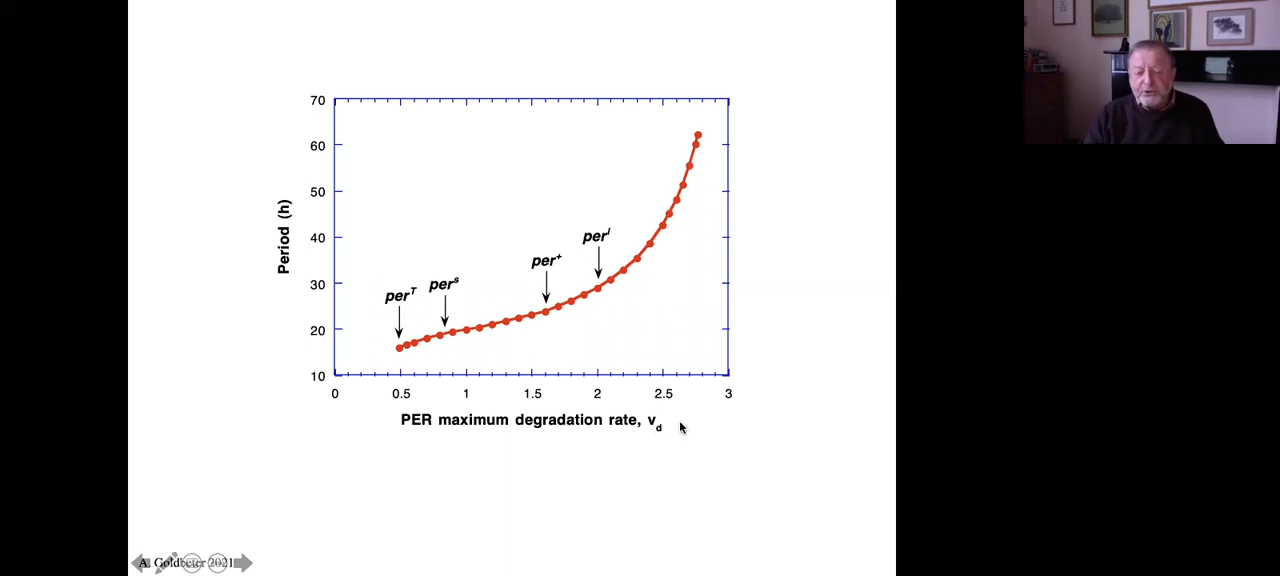 70
60
50
40
30
20
10
Period (h)
per^T
per^s
per^+
per^l
0
0.5
1
1.5
2
2.5
3
PER maximum degradation rate, v_d
A. Goldbeter 2021